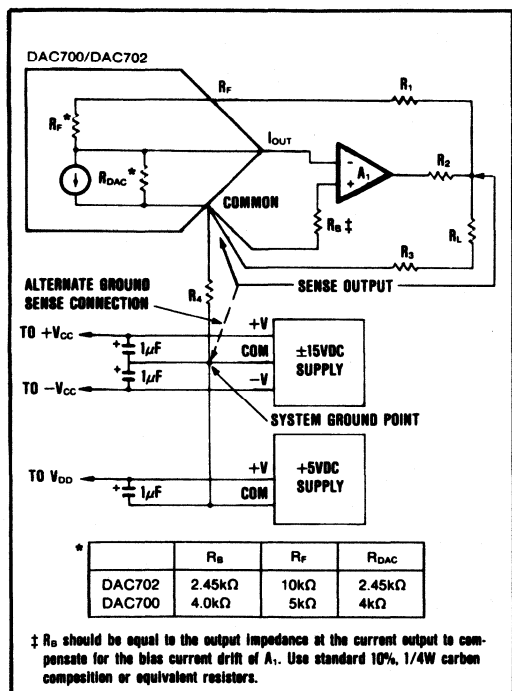 DAC700/DAC702
RF
R1
RF*
IOUT
RDAC*
-
A1
+
R2
COMMON
RB ‡
RL
R3
SENSE OUTPUT
ALTERNATE GROUND
SENSE CONNECTION
R4
TO +VCC
+
1µF
+V
COM
±15VDC
SUPPLY
+
1µF
TO -VCC
-V
SYSTEM GROUND POINT
TO VDD
+
1µF
+V
COM
+5VDC
SUPPLY
*
RB RF RDAC
DAC702 2.45kΩ 10kΩ 2.45kΩ
DAC700 4.0kΩ 5kΩ 4kΩ
‡ RB should be equal to the output impedance at the current output to com-
pensate for the bias current drift of A1. Use standard 10%, 1/4W carbon
composition or equivalent resistors.